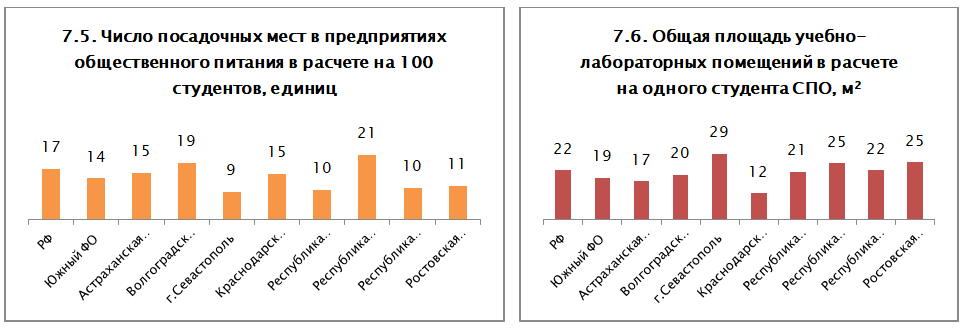 7.5. Число посадочных мест в предприятиях
общественного питания в расчете на 100
студентов, единиц
17
14
15
19
9
15
10
21
10
11
РФ
Южный ФО
Астраханская..
Волгоградск..
г.Севастополь
Краснодарск..
Республика..
Республика..
Республика..
Ростовская..
7.6. Общая площадь учебно-
лабораторных помещений в расчете
на одного студента СПО, м²
22
19
17
20
29
12
21
25
22
25
РФ
Южный ФО
Астраханская..
Волгоградск..
г.Севастополь
Краснодарск..
Республика..
Республика..
Республика..
Ростовская..